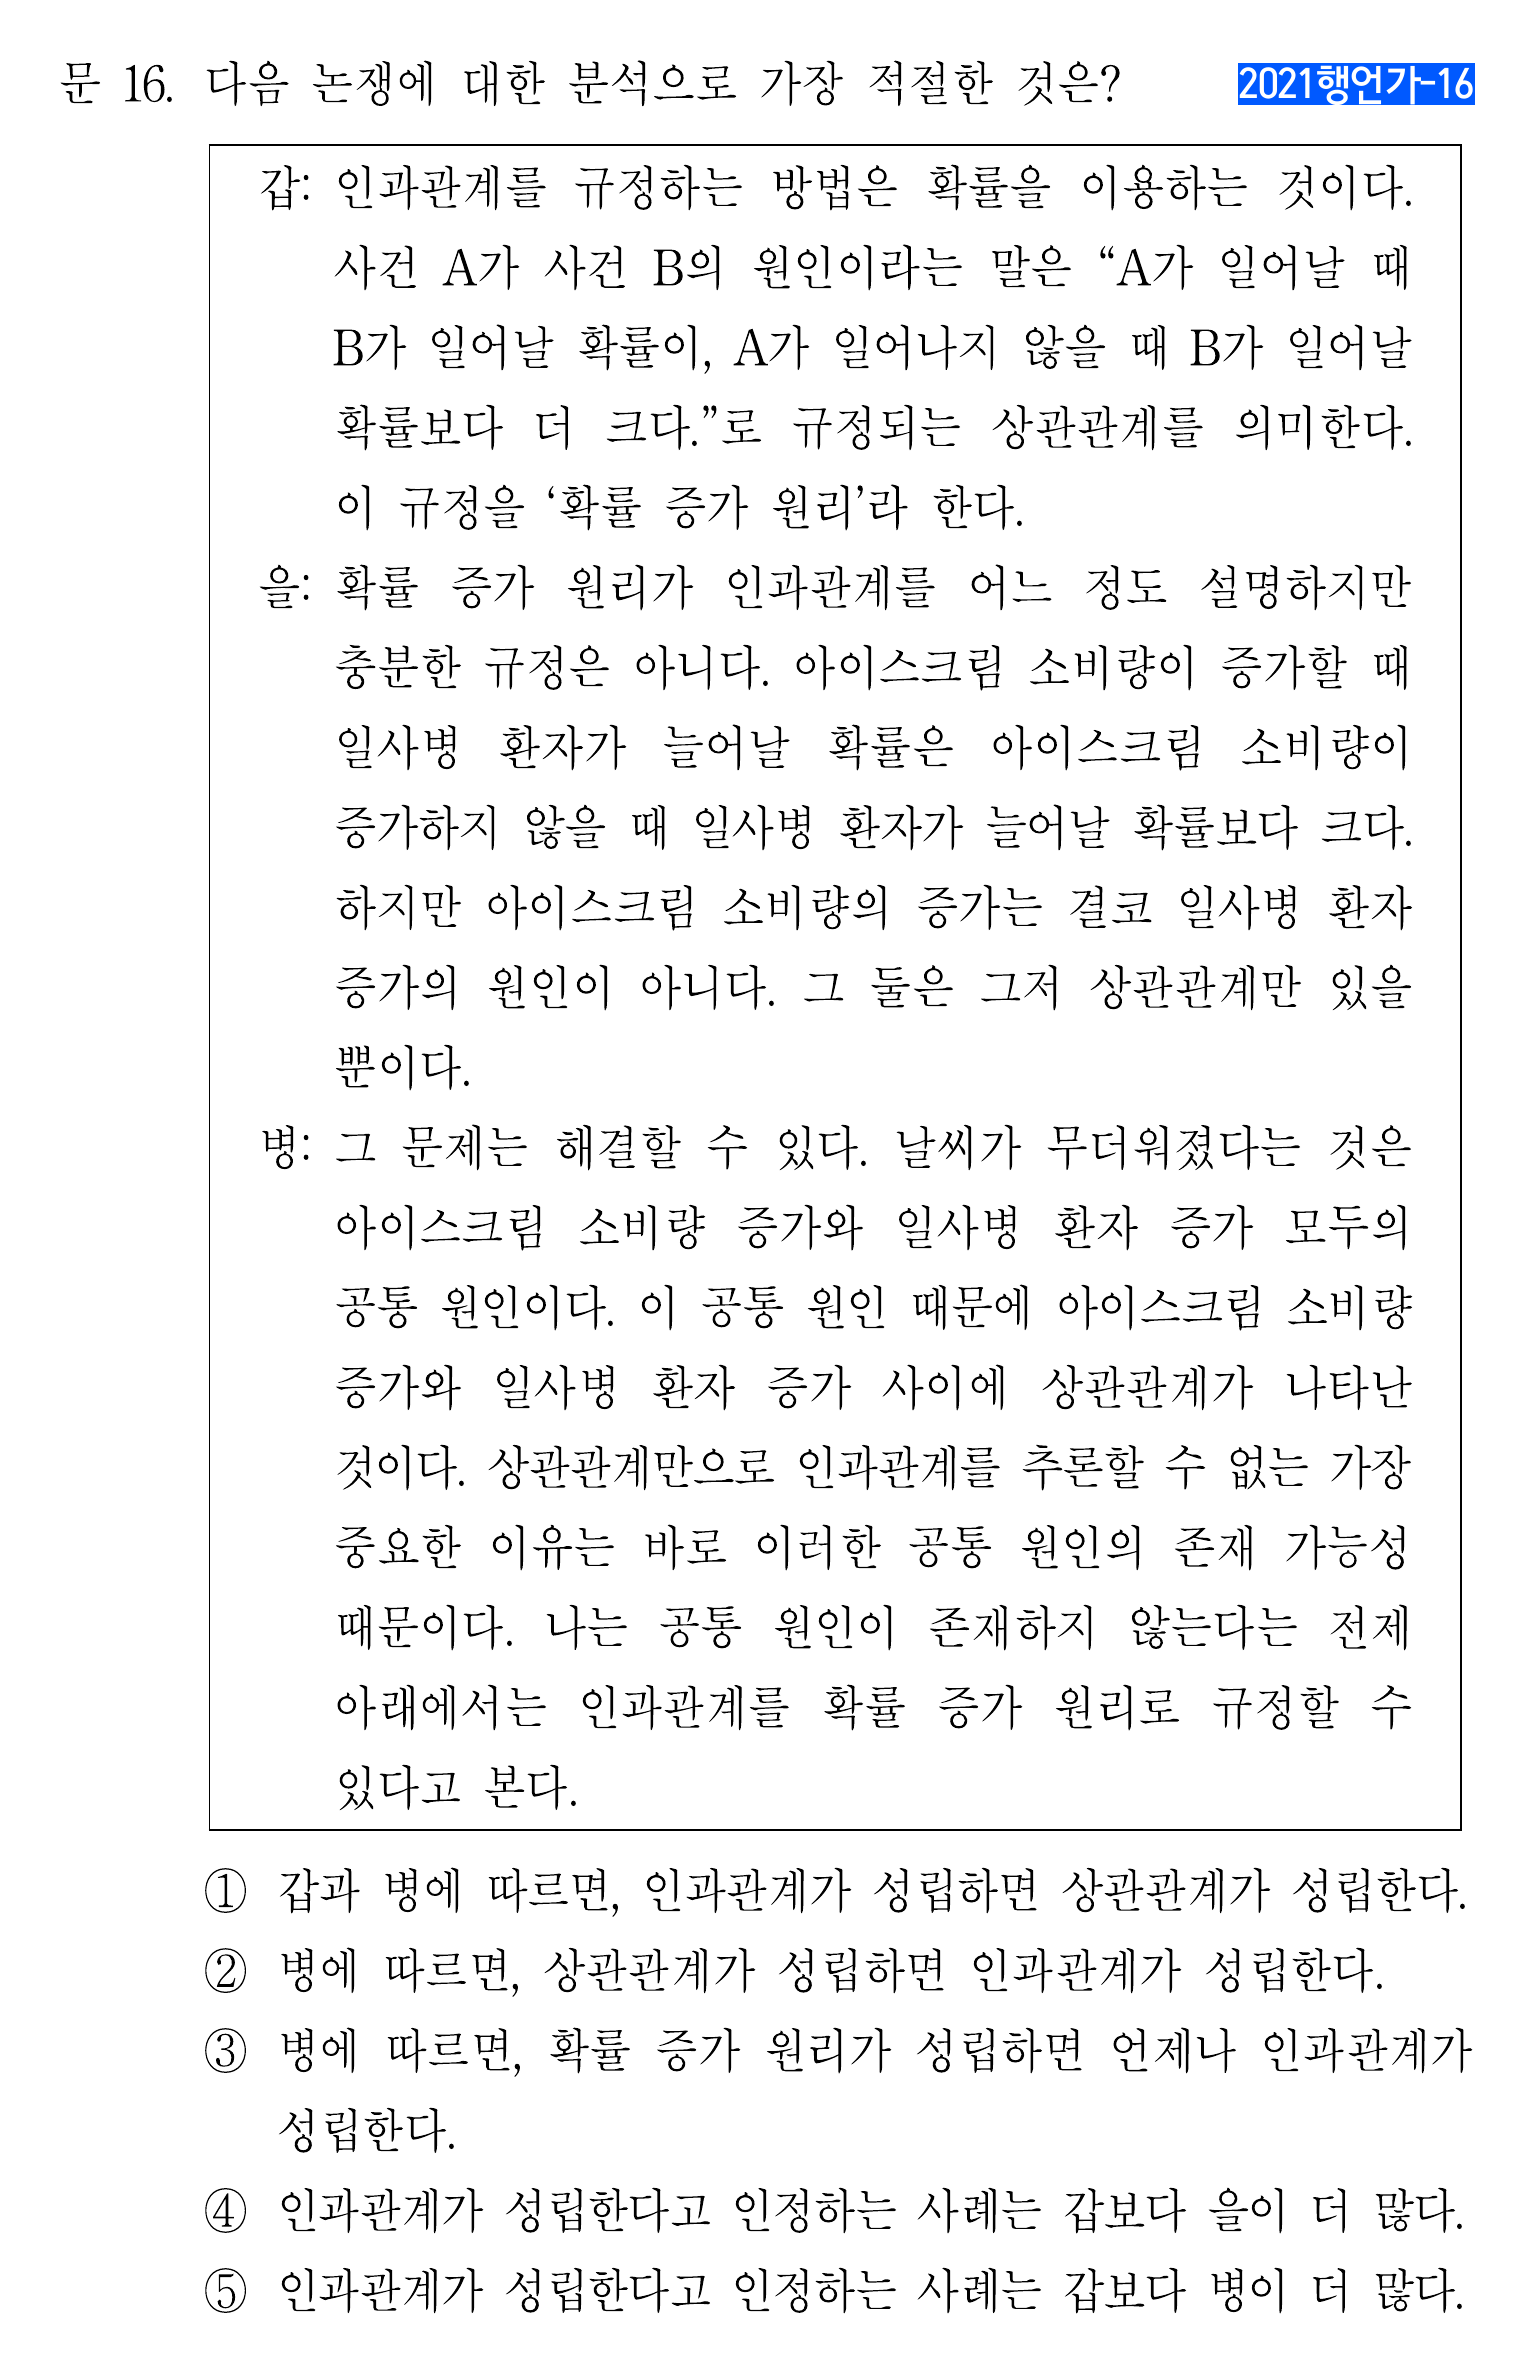 문 16. 다음 논쟁에 대한 분석으로 가장 적절한 것은? 2021행언가-16
갑: 인과관계를 규정하는 방법은 확률을 이용하는 것이다.
사건 A가 사건 B의 원인이라는 말은 “A가 일어날 때
B가 일어날 확률이, A가 일어나지 않을 때 B가 일어날
확률보다 더 크다.”로 규정되는 상관관계를 의미한다.
이 규정을 ‘확률 증가 원리’라 한다.
을: 확률 증가 원리가 인과관계를 어느 정도 설명하지만
충분한 규정은 아니다. 아이스크림 소비량이 증가할 때
일사병 환자가 늘어날 확률은 아이스크림 소비량이
증가하지 않을 때 일사병 환자가 늘어날 확률보다 크다.
하지만 아이스크림 소비량의 증가는 결코 일사병 환자
증가의 원인이 아니다. 그 둘은 그저 상관관계만 있을
뿐이다.
병: 그 문제는 해결할 수 있다. 날씨가 무더워졌다는 것은
아이스크림 소비량 증가와 일사병 환자 증가 모두의
공통 원인이다. 이 공통 원인 때문에 아이스크림 소비량
증가와 일사병 환자 증가 사이에 상관관계가 나타난
것이다. 상관관계만으로 인과관계를 추론할 수 없는 가장
중요한 이유는 바로 이러한 공통 원인의 존재 가능성
때문이다. 나는 공통 원인이 존재하지 않는다는 전제
아래에서는 인과관계를 확률 증가 원리로 규정할 수
있다고 본다.
① 갑과 병에 따르면, 인과관계가 성립하면 상관관계가 성립한다.
② 병에 따르면, 상관관계가 성립하면 인과관계가 성립한다.
③ 병에 따르면, 확률 증가 원리가 성립하면 언제나 인과관계가
성립한다.
④ 인과관계가 성립한다고 인정하는 사례는 갑보다 을이 더 많다.
⑤ 인과관계가 성립한다고 인정하는 사례는 갑보다 병이 더 많다.